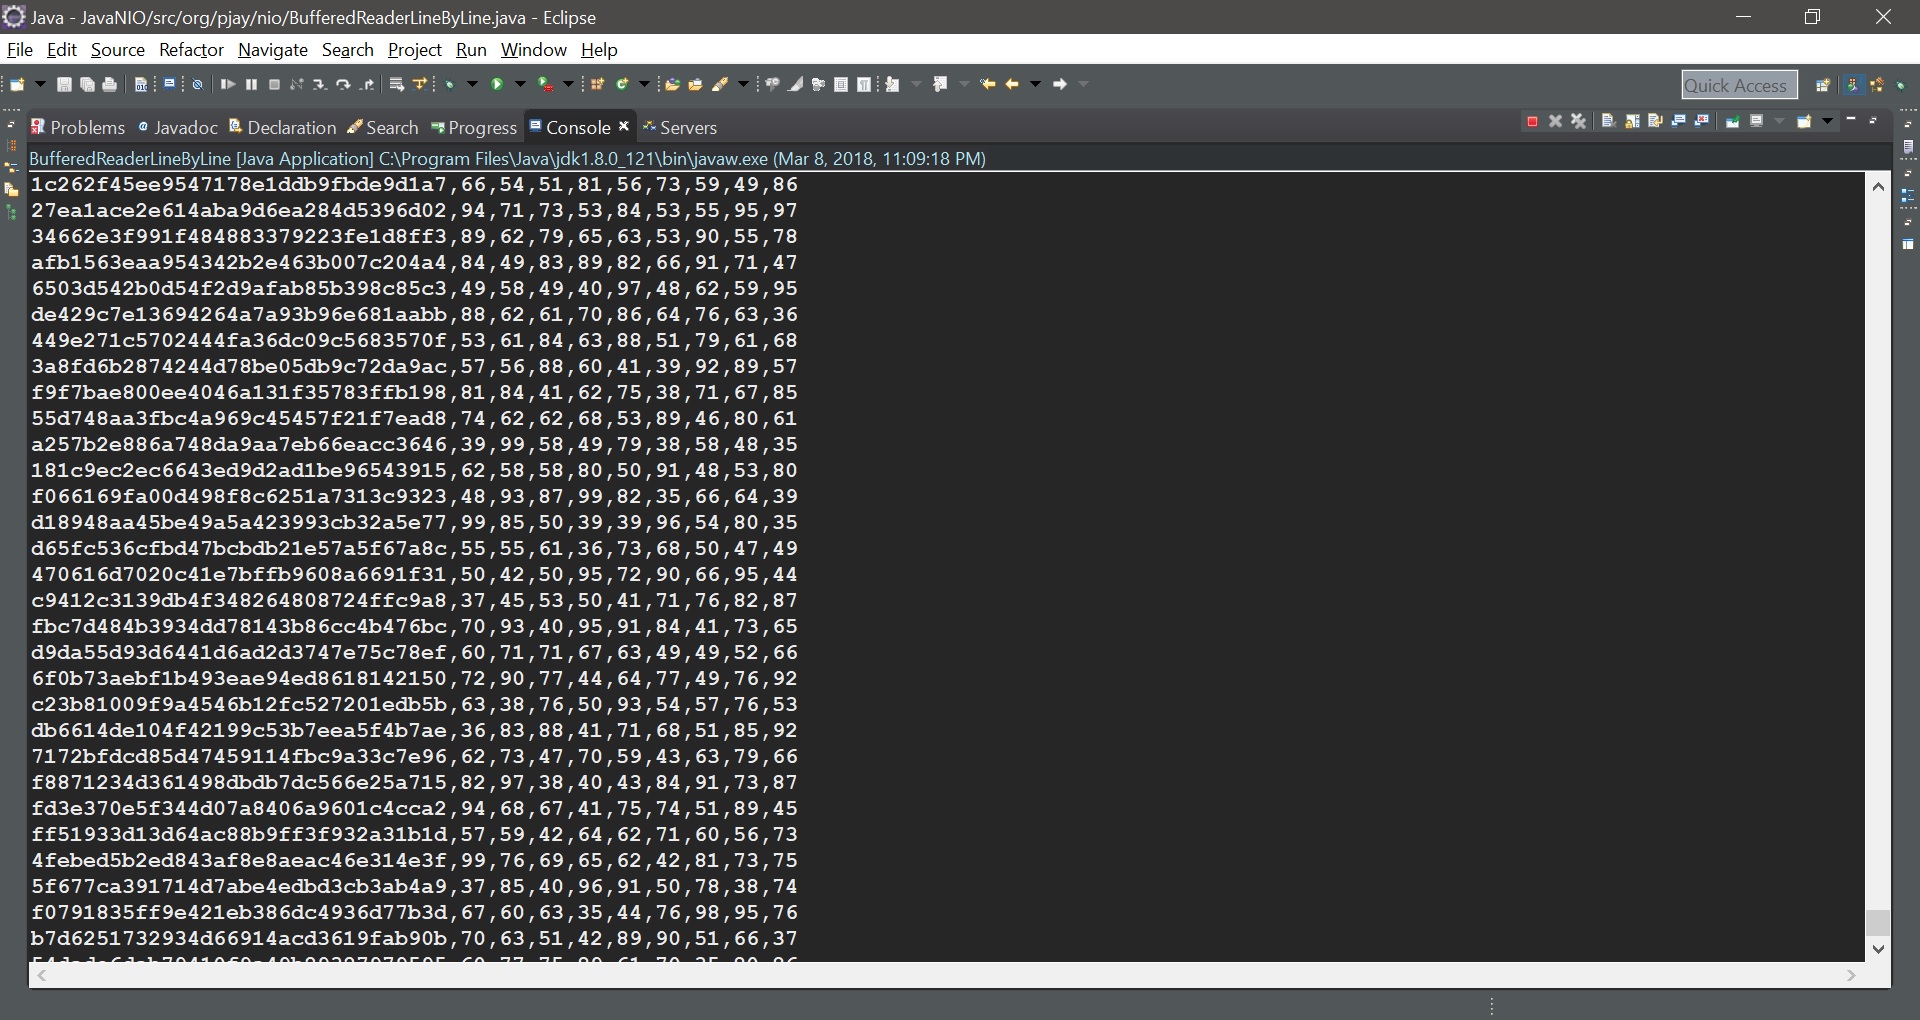 Java - JavaNIO/src/org/pjay/nio/BufferedReaderLineByLine.java - Eclipse
File Edit Source Refactor Navigate Search Project Run Window Help
Quick Access
Problems Javadoc Declaration Search Progress Console Servers
BufferedReaderLineByLine [Java Application] C:\Program Files\Java\jdk1.8.0_121\bin\javaw.exe (Mar 8, 2018, 11:09:18 PM)
1c262f45ee9547178e1ddb9fbde9d1a7,66,54,51,81,56,73,59,49,86
27ea1ace2e614aba9d6ea284d5396d02,94,71,73,53,84,53,55,95,97
34662e3f991f484883379223fe1d8ff3,89,62,79,65,63,53,90,55,78
afb1563eaa954342b2e463b007c204a4,84,49,83,89,82,66,91,71,47
6503d542b0d54f2d9afab85b398c85c3,49,58,49,40,97,48,62,59,95
de429c7e13694264a7a93b96e681aabb,88,62,61,70,86,64,76,63,36
449e271c5702444fa36dc09c5683570f,53,61,84,63,88,51,79,61,68
3a8fd6b2874244d78be05db9c72da9ac,57,56,88,60,41,39,92,89,57
f9f7bae800ee4046a131f35783ffb198,81,84,41,62,75,38,71,67,85
55d748aa3fbc4a969c45457f21f7ead8,74,62,62,68,53,89,46,80,61
a257b2e886a748da9aa7eb66eacc3646,39,99,58,49,79,38,58,48,35
181c9ec2ec6643ed9d2ad1be96543915,62,58,58,80,50,91,48,53,80
f066169fa00d498f8c6251a7313c9323,48,93,87,99,82,35,66,64,39
d18948aa45be49a5a423993cb32a5e77,99,85,50,39,39,96,54,80,35
d65fc536cfbd47bcbdb21e57a5f67a8c,55,55,61,36,73,68,50,47,49
470616d7020c41e7bffb9608a6691f31,50,42,50,95,72,90,66,95,44
c9412c3139db4f348264808724ffc9a8,37,45,53,50,41,71,76,82,87
fbc7d484b3934dd78143b86cc4b476bc,70,93,40,95,91,84,41,73,65
d9da55d93d6441d6ad2d3747e75c78ef,60,71,71,67,63,49,49,52,66
6f0b73aebf1b493eae94ed8618142150,72,90,77,44,64,77,49,76,92
c23b81009f9a4546b12fc527201edb5b,63,38,76,50,93,54,57,76,53
db6614de104f42199c53b7eea5f4b7ae,36,83,88,41,71,68,51,85,92
7172bfdcd85d47459114fbc9a33c7e96,62,73,47,70,59,43,63,79,66
f8871234d361498dbdb7dc566e25a715,82,97,38,40,43,84,91,73,87
fd3e370e5f344d07a8406a9601c4cca2,94,68,67,41,75,74,51,89,45
ff51933d13d64ac88b9ff3f932a31b1d,57,59,42,64,62,71,60,56,73
4febed5b2ed843af8e8aeac46e314e3f,99,76,69,65,62,42,81,73,75
5f677ca391714d7abe4edbd3cb3ab4a9,37,85,40,96,91,50,78,38,74
f0791835ff9e421eb386dc4936d77b3d,67,60,63,35,44,76,98,95,76
b7d6251732934d66914acd3619fab90b,70,63,51,42,89,90,51,66,37